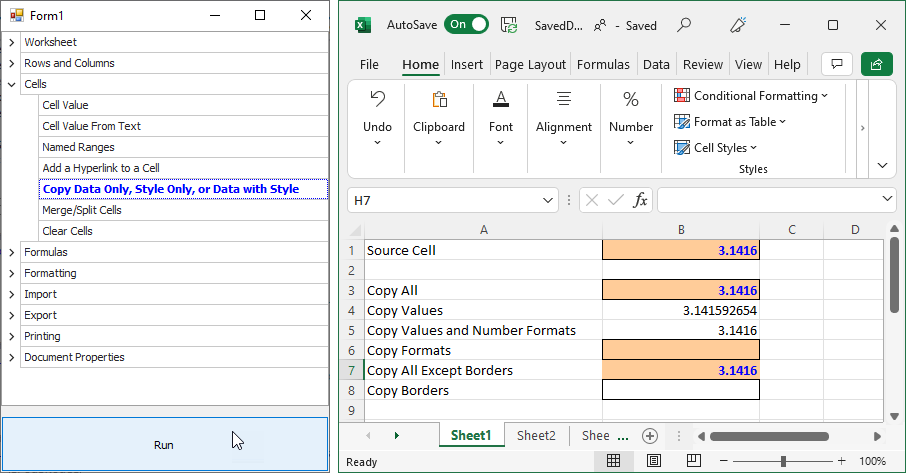 Form1
Worksheet
Rows and Columns
Cells
Cell Value
Cell Value From Text
Named Ranges
Add a Hyperlink to a Cell
Copy Data Only, Style Only, or Data with Style
Merge/Split Cells
Clear Cells
Formulas
Formatting
Import
Export
Printing
Document Properties
Run
AutoSave On SavedD... - Saved
File Home Insert Page Layout Formulas Data Review View Help
Undo Clipboard Font Alignment Number
Conditional Formatting
Format as Table
Cell Styles
Styles
H7 fx
A B C D
1 Source Cell 3.1416
2
3 Copy All 3.1416
4 Copy Values 3.141592654
5 Copy Values and Number Formats 3.1416
6 Copy Formats
7 Copy All Except Borders 3.1416
8 Copy Borders
9
Sheet1 Sheet2 Shee ...
Ready 100%